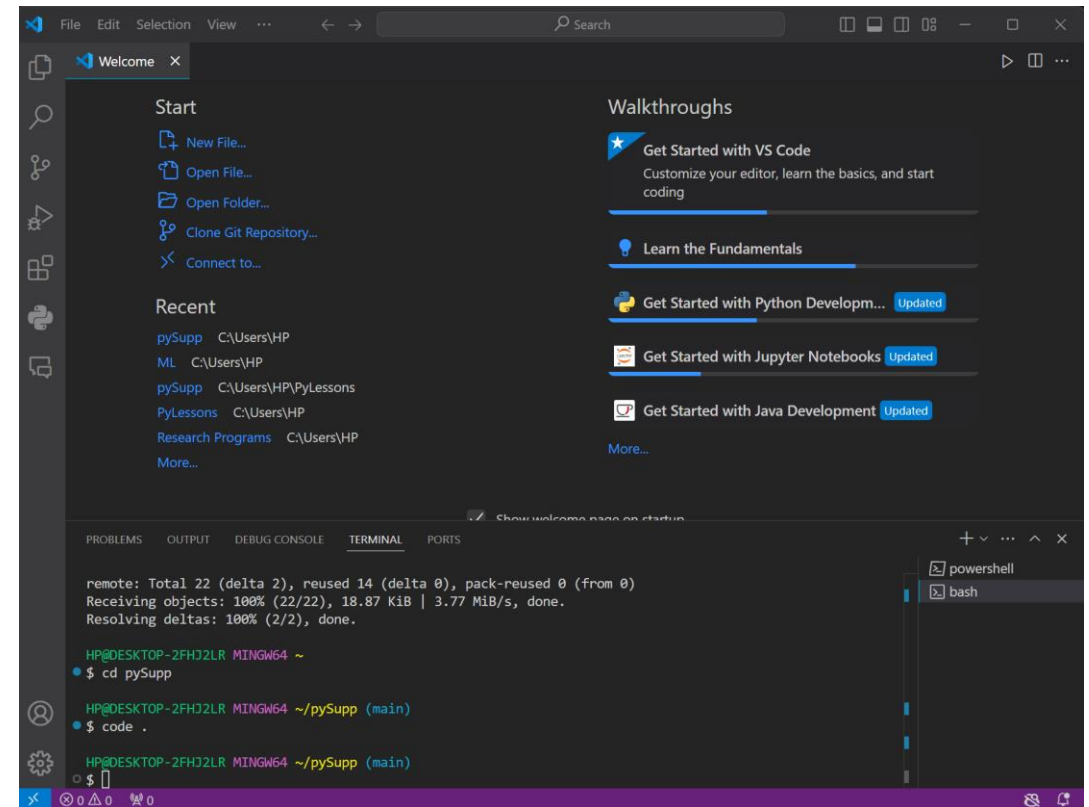 File Edit Selection View ··· ← → Search
Welcome ×
Start
New File...
Open File...
Open Folder...
Clone Git Repository...
Connect to...
Recent
pySupp C:\Users\HP
ML C:\Users\HP
pySupp C:\Users\HP\PyLessons
PyLessons C:\Users\HP
Research Programs C:\Users\HP
More...
Walkthroughs
Get Started with VS Code
Customize your editor, learn the basics, and start
coding
Learn the Fundamentals
Get Started with Python Developm... Updated
Get Started with Jupyter Notebooks Updated
Get Started with Java Development Updated
More...
Show welcome page on startup
PROBLEMS OUTPUT DEBUG CONSOLE TERMINAL PORTS
remote: Total 22 (delta 2), reused 14 (delta 0), pack-reused 0 (from 0)
Receiving objects: 100% (22/22), 18.87 KiB | 3.77 MiB/s, done.
Resolving deltas: 100% (2/2), done.
HP@DESKTOP-2FHJ2LR MINGW64 ~
$ cd pySupp
HP@DESKTOP-2FHJ2LR MINGW64 ~/pySupp (main)
$ code .
HP@DESKTOP-2FHJ2LR MINGW64 ~/pySupp (main)
$
powershell
bash
0 0 0